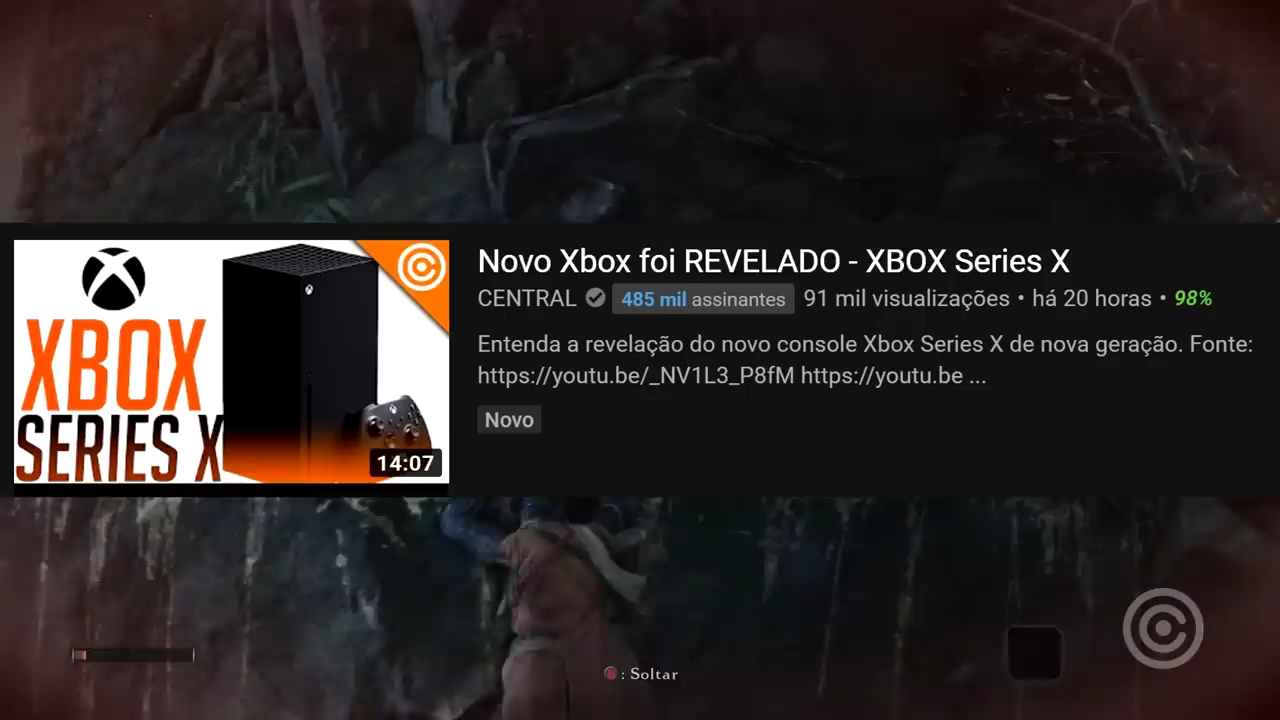 Novo Xbox foi REVELADO - XBOX Series X
CENTRAL 485 mil assinantes 91 mil visualizações • há 20 horas • 98%
Entenda a revelação do novo console Xbox Series X de nova geração. Fonte:
https://youtu.be/_NV1L3_P8fM https://youtu.be ...
Novo
XBOX
SERIES X
14:07
: Soltar